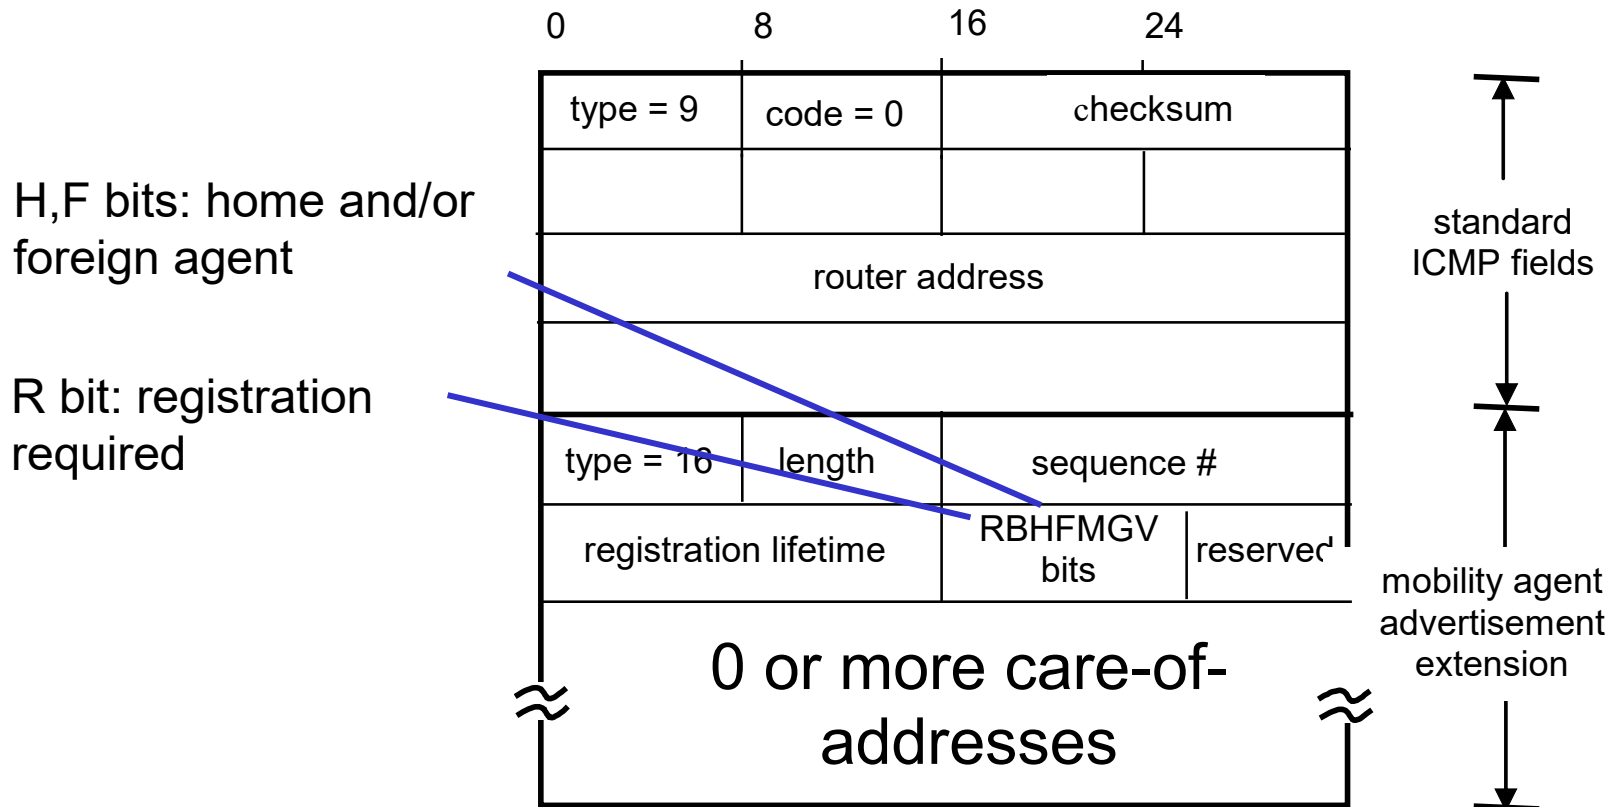 0 8 16 24
type = 9 code = 0 checksum
H,F bits: home and/or
foreign agent
router address
standard
ICMP fields
R bit: registration
required
type = 16 length sequence #
registration lifetime
RBHFMGV
bits
reserved
mobility agent
advertisement
extension
0 or more care-of-
addresses